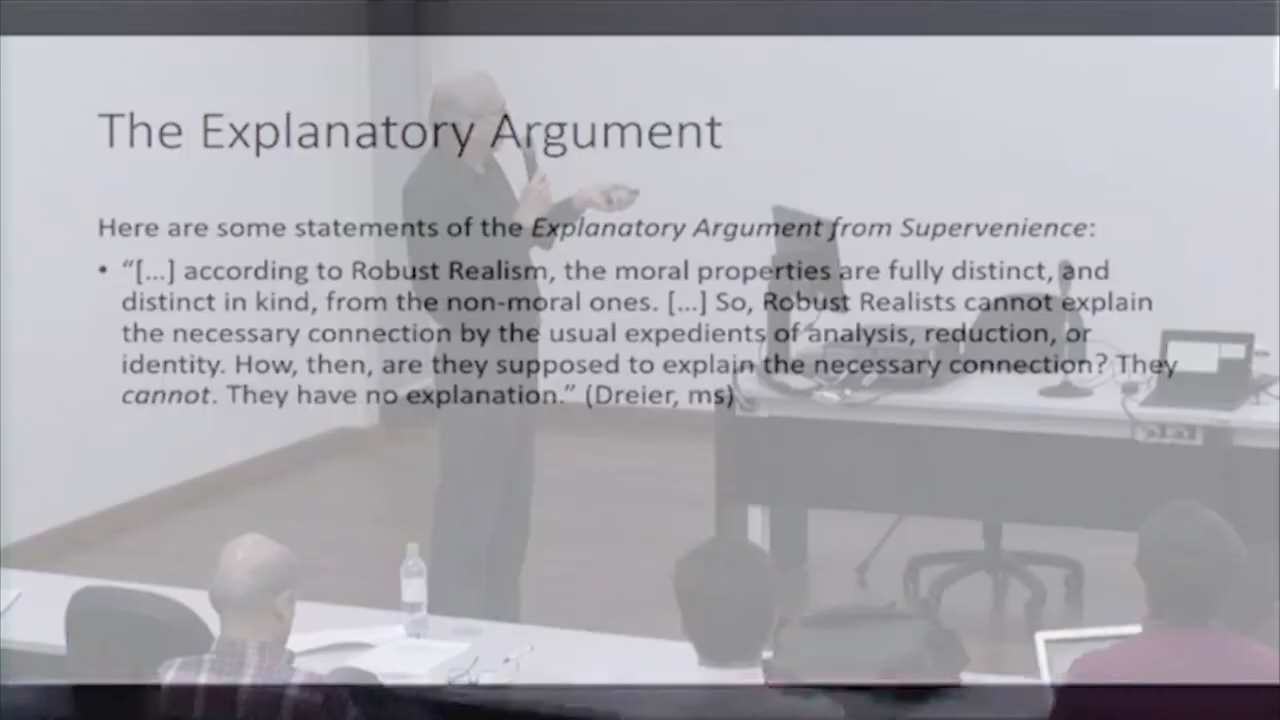 The Explanatory Argument
Here are some statements of the Explanatory Argument from Supervenience:
• “[...] according to Robust Realism, the moral properties are fully distinct, and
distinct in kind, from the non-moral ones. [...] So, Robust Realists cannot explain
the necessary connection by the usual expedients of analysis, reduction, or
identity. How, then, are they supposed to explain the necessary connection? They
cannot. They have no explanation.” (Dreier, ms)